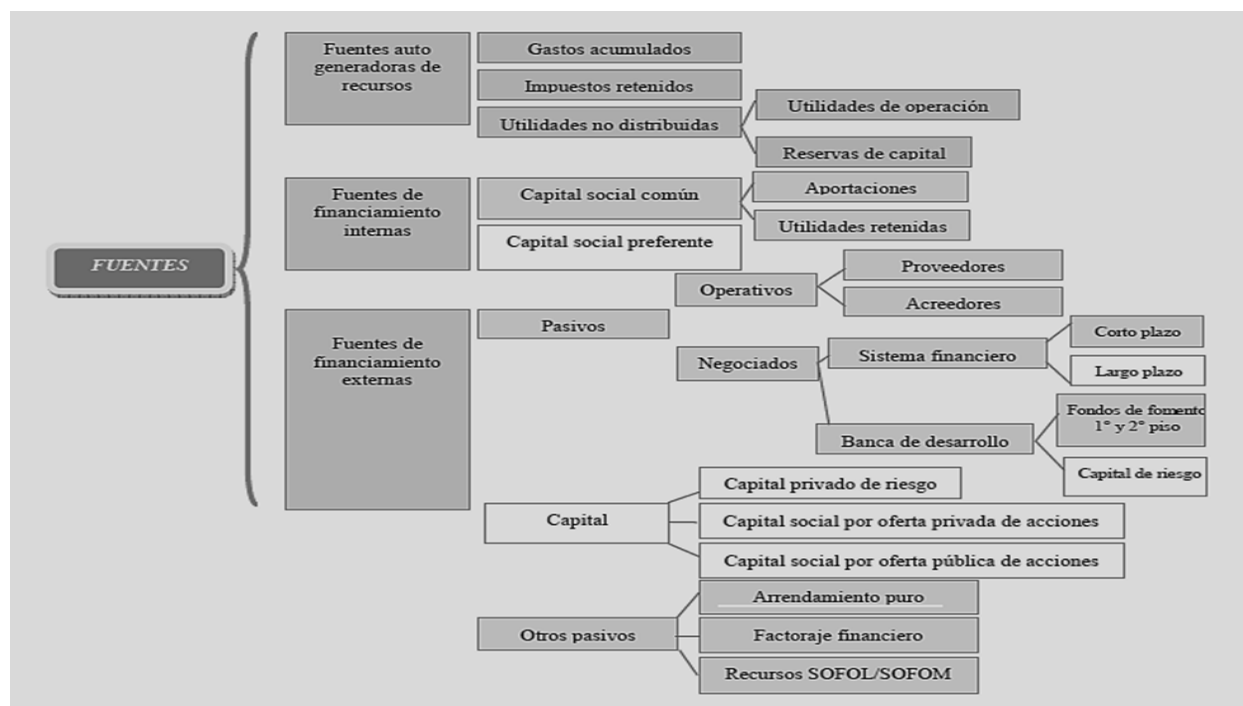 FUENTES
Fuentes auto
generadoras de
recursos
Gastos acumulados
Impuestos retenidos
Utilidades no distribuidas
Utilidades de operación
Reservas de capital
Fuentes de
financiamiento
internas
Capital social común
Aportaciones
Utilidades retenidas
Capital social preferente
Fuentes de
financiamiento
externas
Pasivos
Operativos
Proveedores
Acreedores
Negociados
Sistema financiero
Corto plazo
Largo plazo
Banca de desarrollo
Fondos de fomento
1° y 2° piso
Capital de riesgo
Capital
Capital privado de riesgo
Capital social por oferta privada de acciones
Capital social por oferta pública de acciones
Otros pasivos
Arrendamiento puro
Factoraje financiero
Recursos SOFOL/SOFOM